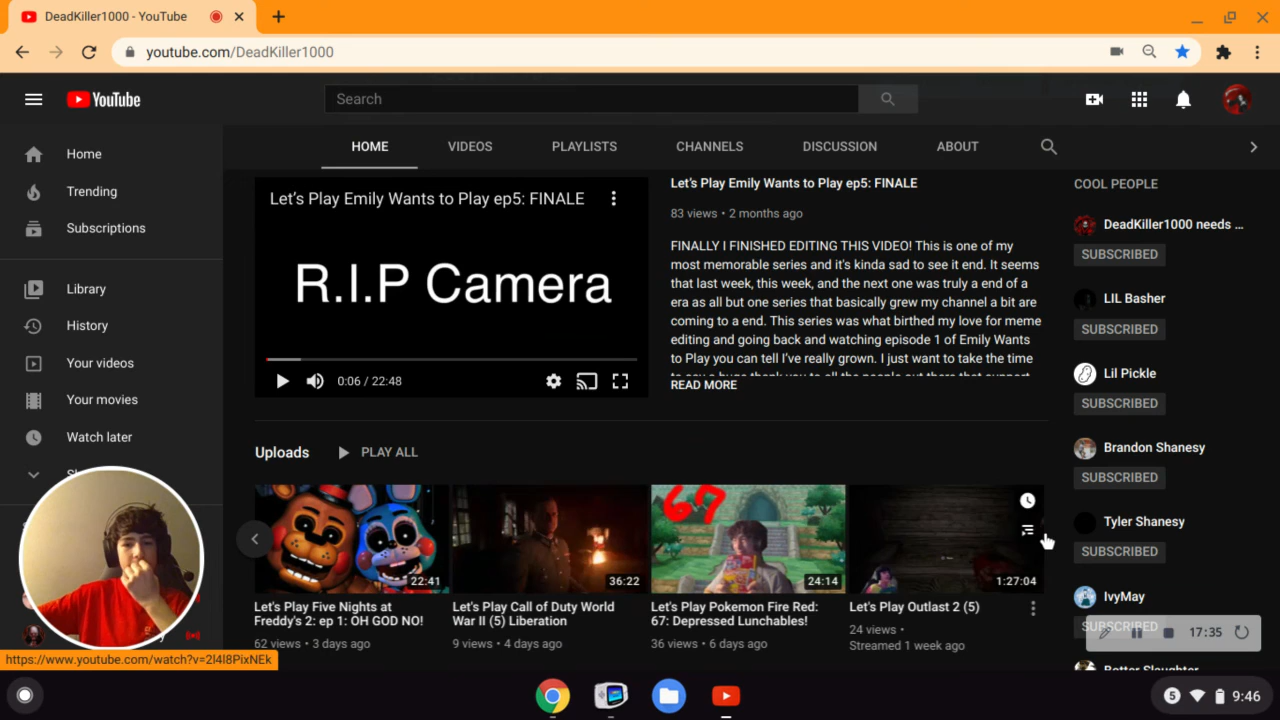 DeadKiller1000 - YouTube
youtube.com/DeadKiller1000
YouTube
Search
HOME
VIDEOS
PLAYLISTS
CHANNELS
DISCUSSION
ABOUT
Home
Trending
Subscriptions
Library
History
Your videos
Your movies
Watch later
Let's Play Emily Wants to Play ep5: FINALE
R.I.P Camera
0:06 / 22:48
Let's Play Emily Wants to Play ep5: FINALE
83 views • 2 months ago
FINALLY I FINISHED EDITING THIS VIDEO! This is one of my
most memorable series and it's kinda sad to see it end. It seems
that last week, this week, and the next one was truly a end of a
era as all but one series that basically grew my channel a bit are
coming to a end. This series was what birthed my love for meme
editing and going back and watching episode 1 of Emily Wants
to Play you can tell I've really grown. I just want to take the time
READ MORE
COOL PEOPLE
DeadKiller1000 needs ...
SUBSCRIBED
LIL Basher
SUBSCRIBED
Lil Pickle
SUBSCRIBED
Brandon Shanesy
SUBSCRIBED
Tyler Shanesy
SUBSCRIBED
IvyMay
SUBSCRIBED
Uploads
PLAY ALL
22:41
Let's Play Five Nights at
Freddy's 2: ep 1: OH GOD NO!
62 views • 3 days ago
36:22
Let's Play Call of Duty World
War II (5) Liberation
9 views • 4 days ago
67
24:14
Let's Play Pokemon Fire Red:
67: Depressed Lunchables!
36 views • 6 days ago
1:27:04
Let's Play Outlast 2 (5)
24 views •
Streamed 1 week ago
17:35
https://www.youtube.com/watch?v=2l4l8PixNEk
5
9:46